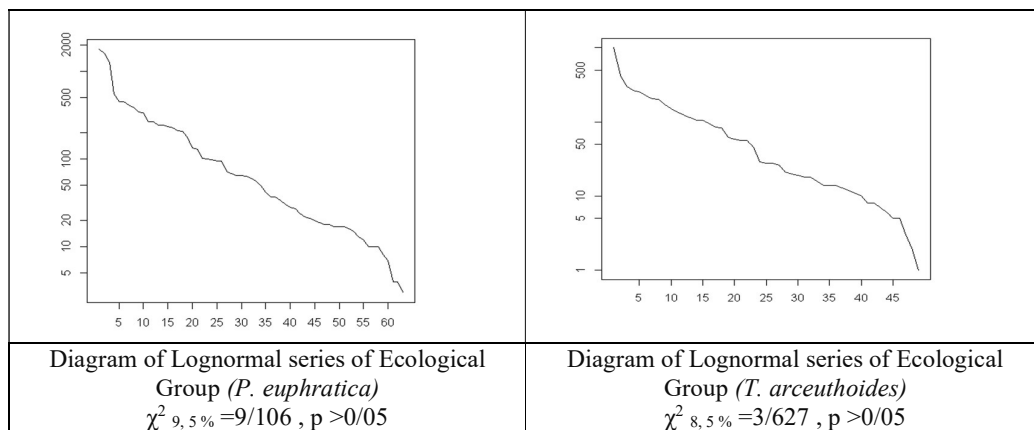 2000
500
100
50
20
10
5
5 10 15 20 25 30 35 40 45 50 55 60
500
50
10
5
1
5 10 15 20 25 30 35 40 45
Diagram of Lognormal series of Ecological
Group (P. euphratica)
χ² 9, 5 % =9/106 , p >0/05
Diagram of Lognormal series of Ecological
Group (T. arceuthoides)
χ² 8, 5 % =3/627 , p >0/05